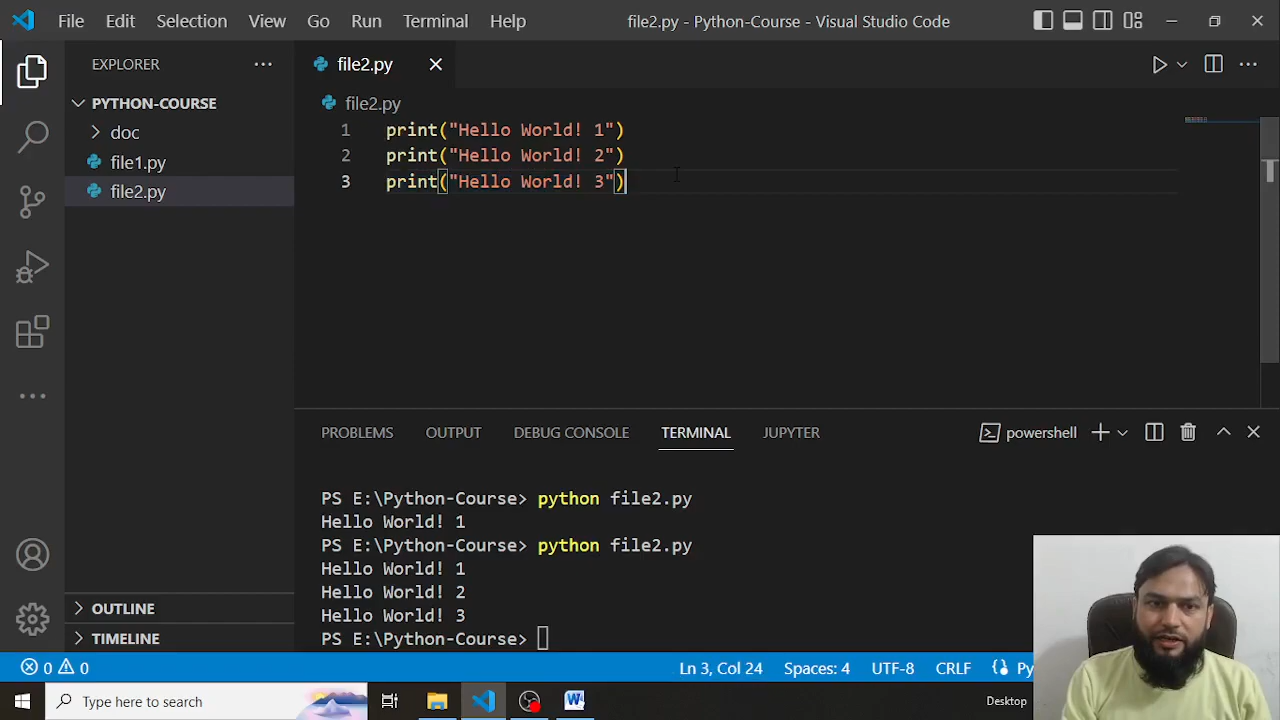 File Edit Selection View Go Run Terminal Help file2.py - Python-Course - Visual Studio Code
EXPLORER
PYTHON-COURSE
doc
file1.py
file2.py
OUTLINE
TIMELINE
file2.py
file2.py
1 print("Hello World! 1")
2 print("Hello World! 2")
3 print("Hello World! 3")
PROBLEMS OUTPUT DEBUG CONSOLE TERMINAL JUPYTER powershell
PS E:\Python-Course> python file2.py
Hello World! 1
PS E:\Python-Course> python file2.py
Hello World! 1
Hello World! 2
Hello World! 3
PS E:\Python-Course>
0 0 Ln 3, Col 24 Spaces: 4 UTF-8 CRLF Py
Type here to search W Desktop